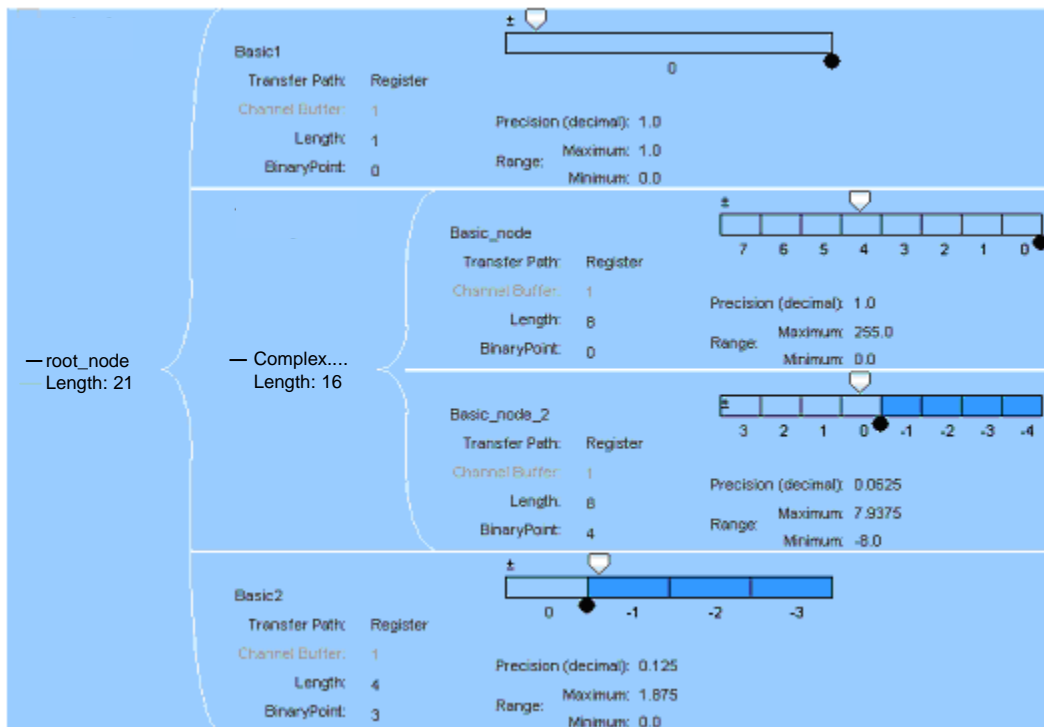 ±
Basic1
0
Transfer Path: Register
Channel Buffer: 1
Length: 1
BinaryPoint: 0
Precision (decimal): 1.0
Range: Maximum: 1.0
Minimum: 0.0
root_node
Length: 21
Complex....
Length: 16
±
Basic_node
7 6 5 4 3 2 1 0
Transfer Path: Register
Channel Buffer: 1
Length: 8
BinaryPoint: 0
Precision (decimal): 1.0
Range: Maximum: 255.0
Minimum: 0.0
±
Basic_node_2
3 2 1 0 -1 -2 -3 -4
Transfer Path: Register
Channel Buffer: 1
Length: 8
BinaryPoint: 4
Precision (decimal): 0.0625
Range: Maximum: 7.9375
Minimum: -8.0
±
Basic2
0 -1 -2 -3
Transfer Path: Register
Channel Buffer: 1
Length: 4
BinaryPoint: 3
Precision (decimal): 0.125
Range: Maximum: 1.875
Minimum: 0.0